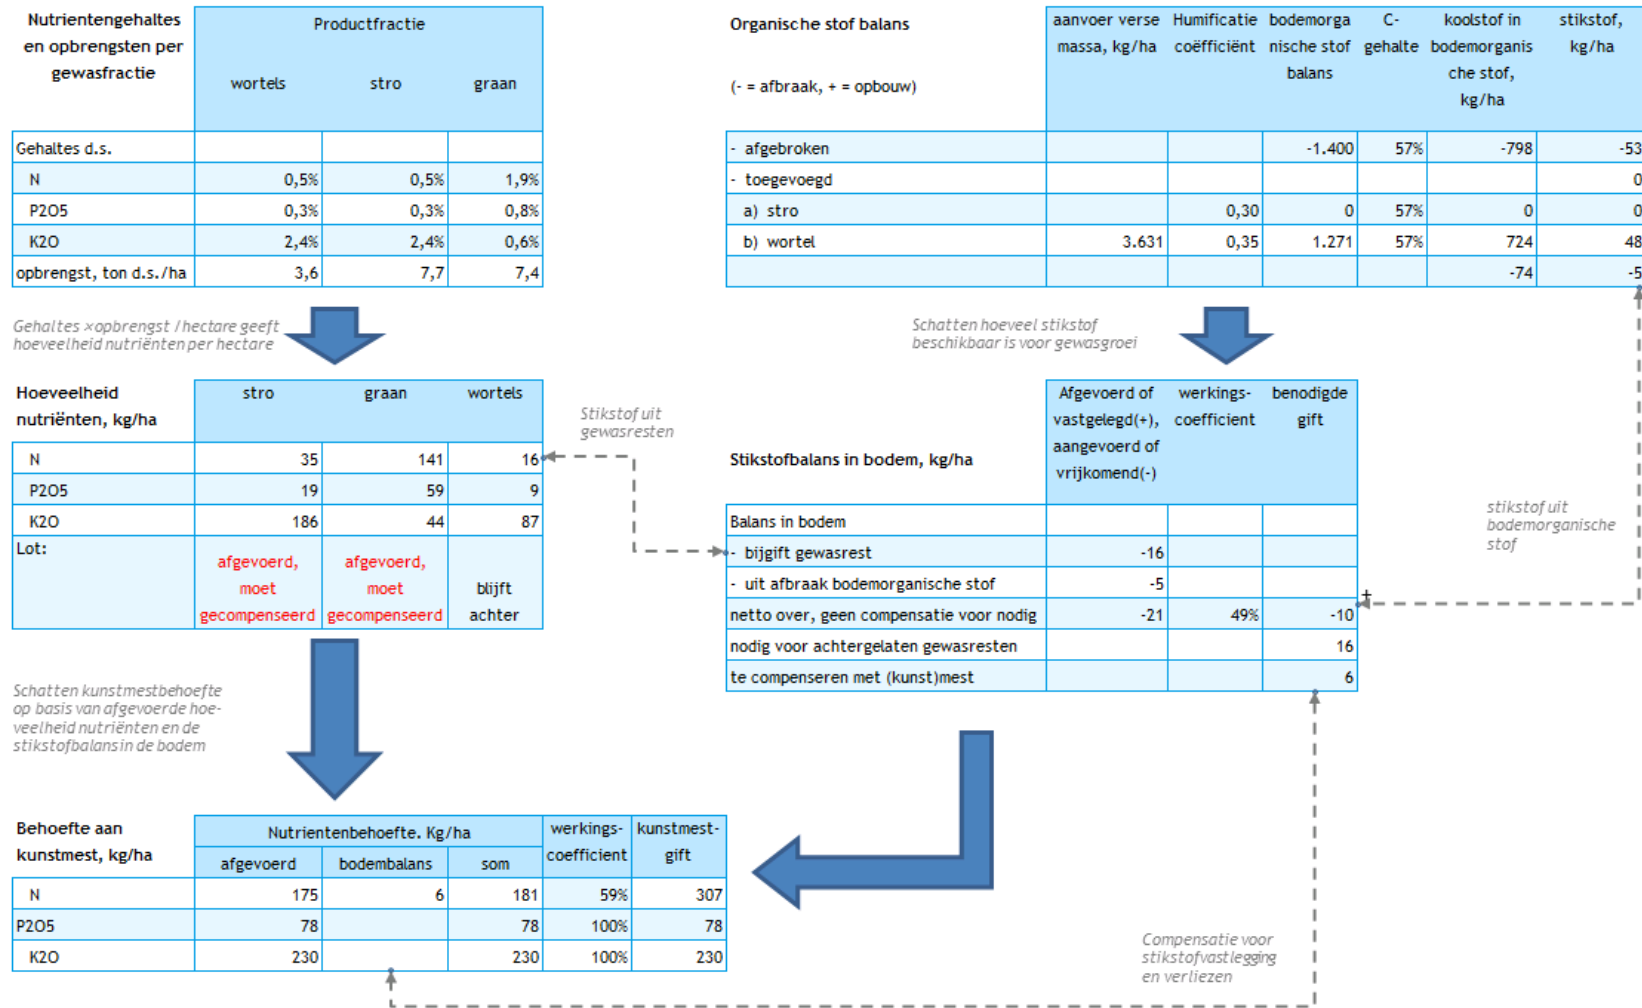 Nutrientengehaltes
en opbrengsten per
gewasfractie
Productfractie
wortels stro graan
Gehaltes d.s.
N 0,5% 0,5% 1,9%
P2O5 0,3% 0,3% 0,8%
K2O 2,4% 2,4% 0,6%
opbrengst, ton d.s./ha 3,6 7,7 7,4
Organische stof balans
(- = afbraak, + = opbouw)
aanvoer verse
massa, kg/ha
Humificatie
coëfficiënt
bodemorga
nische stof
balans
C-
gehalte
koolstof in
bodemorganis
che stof,
kg/ha
stikstof,
kg/ha
- afgebroken -1.400 57% -798 -53
- toegevoegd 0
a) stro 0,30 0 57% 0 0
b) wortel 3.631 0,35 1.271 57% 724 48
-74 -5
Gehaltes ×opbrengst /hectare geeft
hoeveelheid nutriënten per hectare
Schatten hoeveel stikstof
beschikbaar is voor gewasgroei
Hoeveelheid
nutriënten, kg/ha
stro graan wortels
N 35 141 16
P2O5 19 59 9
K2O 186 44 87
Lot:
afgevoerd,
moet
gecompenseerd
afgevoerd,
moet
gecompenseerd
blijft
achter
Stikstof uit
gewasresten
Stikstofbalans in bodem, kg/ha
Afgevoerd of
vastgelegd(+),
aangevoerd of
vrijkomend(-)
werkings-
coefficient
benodigde
gift
Balans in bodem
- bijgift gewasrest -16
- uit afbraak bodemorganische stof -5
netto over, geen compensatie voor nodig -21 49% -10
nodig voor achtergelaten gewasresten 16
te compenseren met (kunst)mest 6
+
stikstof uit
bodemorganische
stof
Schatten kunstmestbehoefte
op basis van afgevoerde hoe-
veelheid nutriënten en de
stikstofbalans in de bodem
Behoefte aan
kunstmest, kg/ha
Nutrientenbehoefte. Kg/ha
afgevoerd bodembalans som
werkings-
coefficient
kunstmest-
gift
N 175 6 181 59% 307
P2O5 78 78 100% 78
K2O 230 230 100% 230
Compensatie voor
stikstofvastlegging
en verliezen